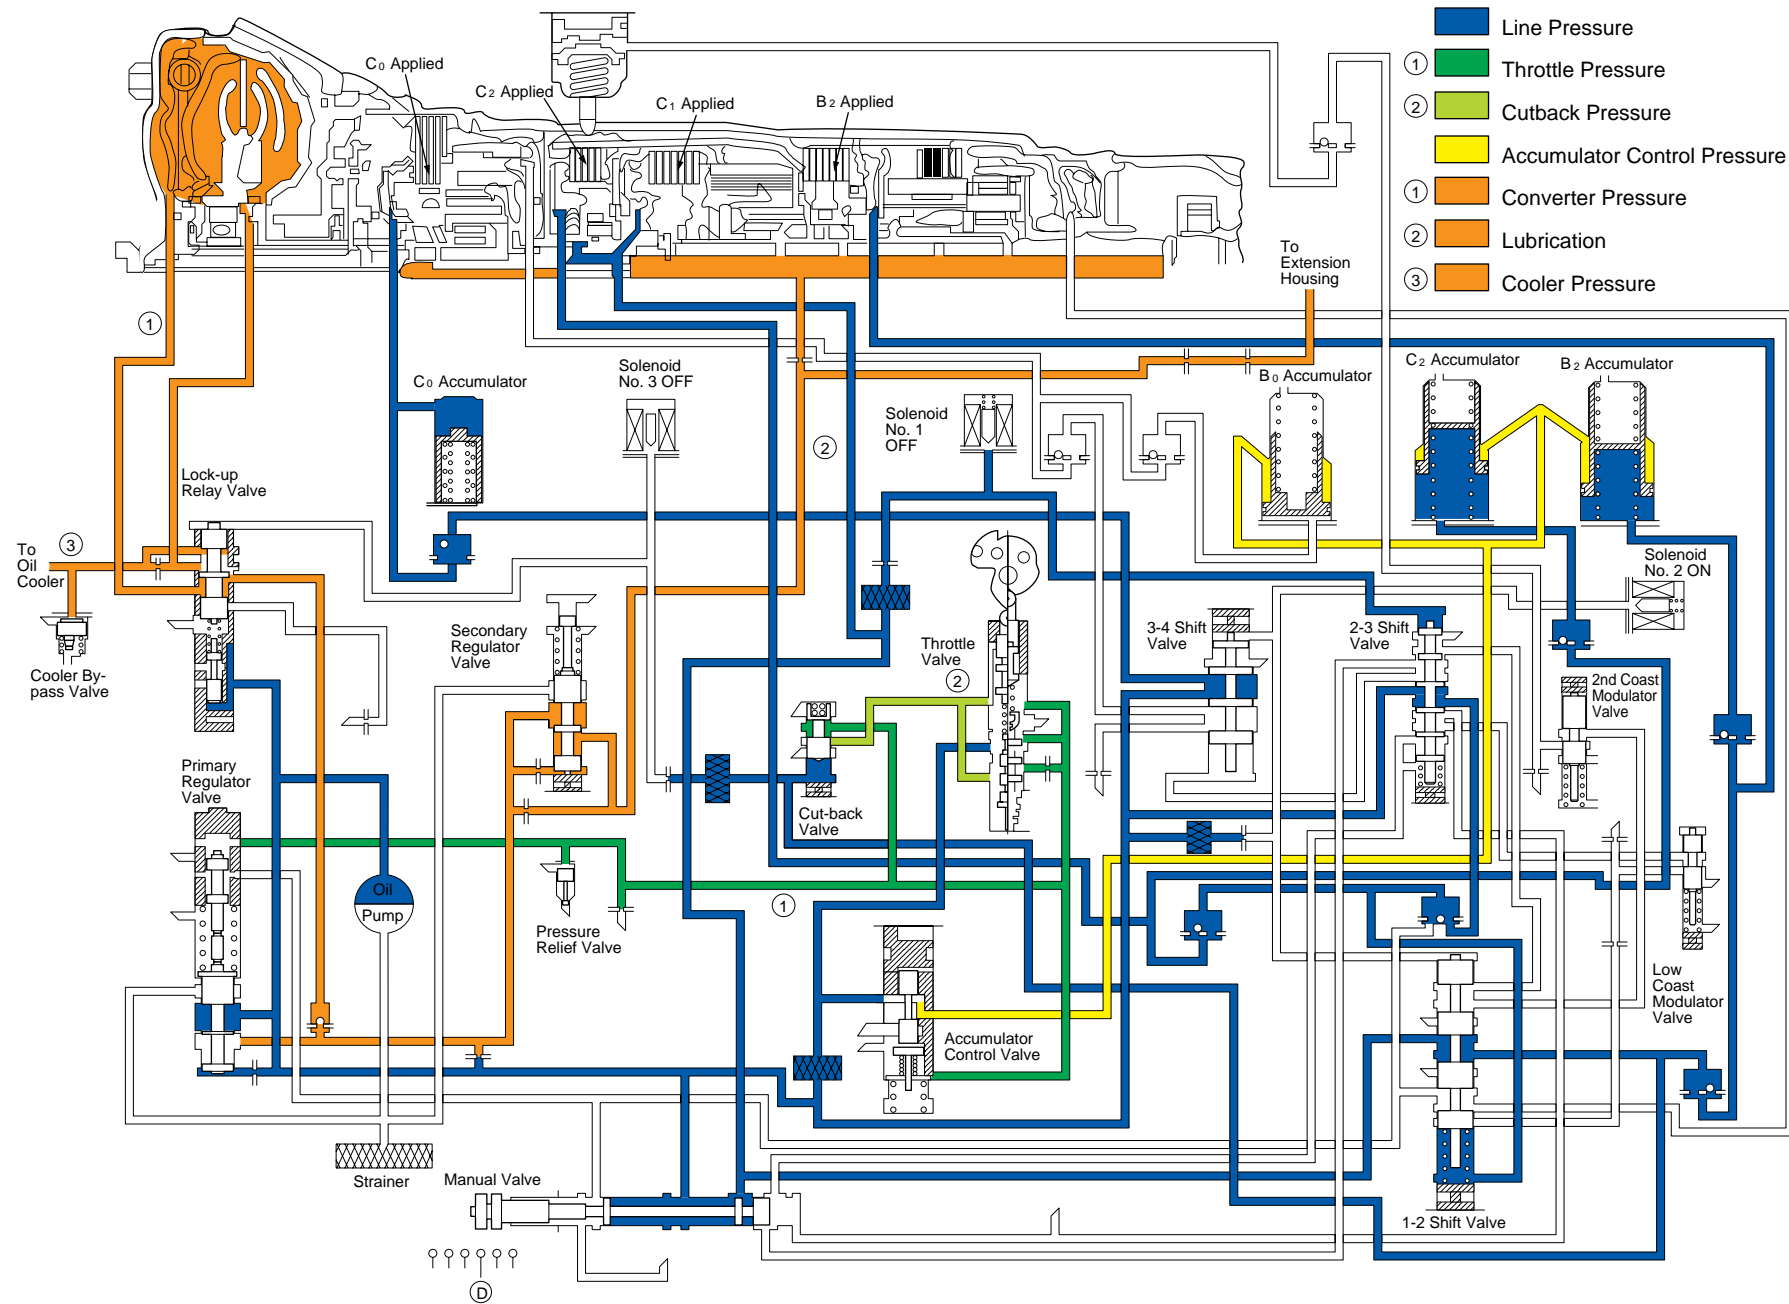 Line Pressure
1 Throttle Pressure
2 Cutback Pressure
Accumulator Control Pressure
1 Converter Pressure
2 Lubrication
3 Cooler Pressure
C0 Applied
C2 Applied
C1 Applied
B2 Applied
To
Extension
Housing
1
Solenoid
No. 3 OFF
C0 Accumulator
2
Solenoid
No. 1
OFF
B0 Accumulator
C2 Accumulator
B2 Accumulator
Lock-up
Relay Valve
To
Oil
Cooler
3
Cooler By-
pass Valve
Secondary
Regulator
Valve
Throttle
Valve
2
3-4 Shift
Valve
2-3 Shift
Valve
Solenoid
No. 2 ON
2nd Coast
Modulator
Valve
Primary
Regulator
Valve
Cut-back
Valve
Oil
Pump
Pressure
Relief Valve
1
Accumulator
Control Valve
Low
Coast
Modulator
Valve
Strainer
Manual Valve
1-2 Shift Valve
D